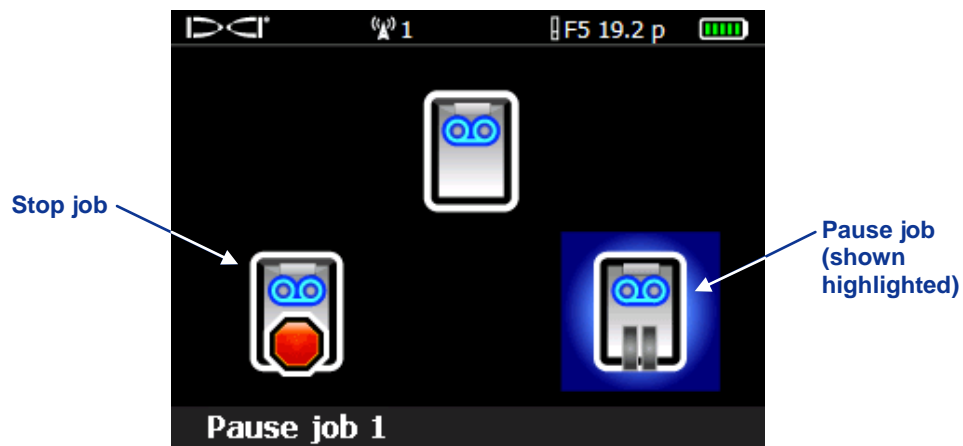 DCI
1
F5 19.2 p
Stop job
Pause job
(shown
highlighted)
Pause job 1